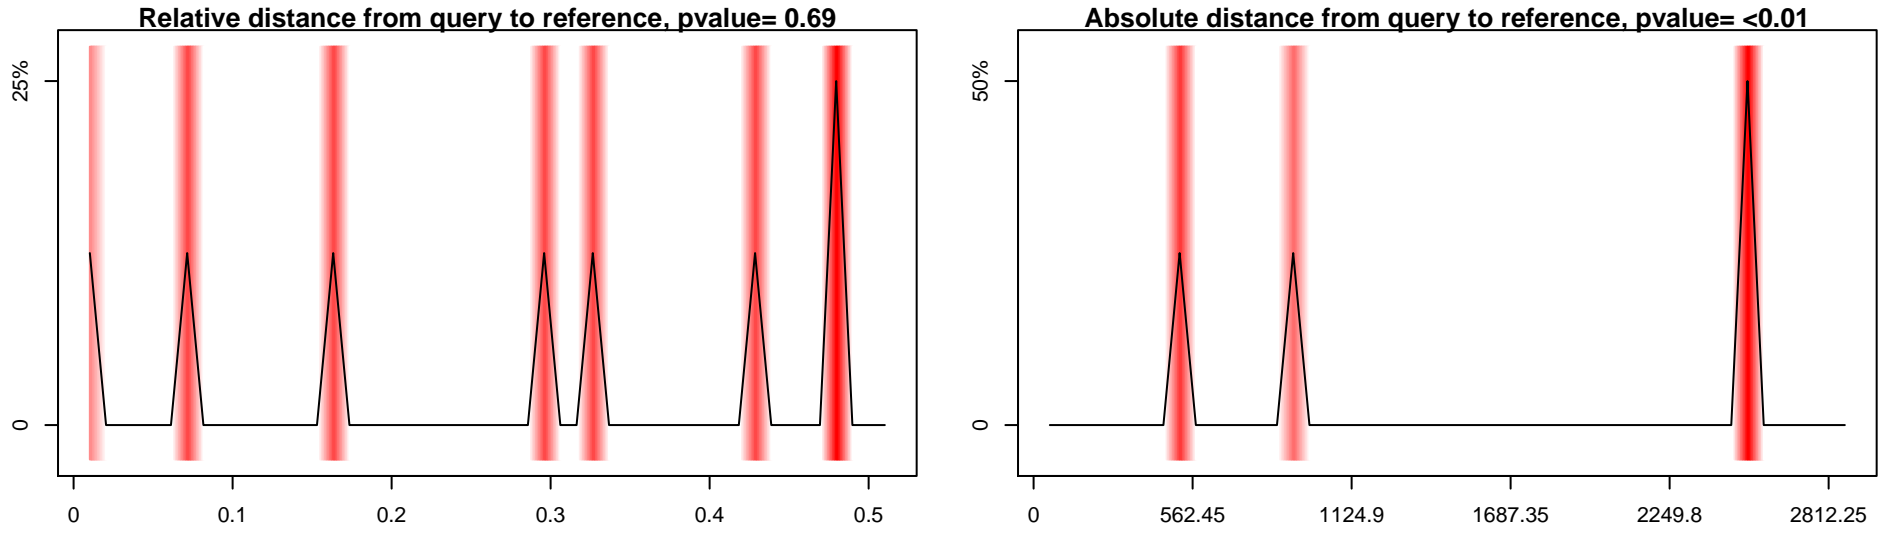 Relative distance from query to reference, pvalue= 0.69
25%
0
0 0.1 0.2 0.3 0.4 0.5
Absolute distance from query to reference, pvalue= <0.01
50%
0
0 562.45 1124.9 1687.35 2249.8 2812.25